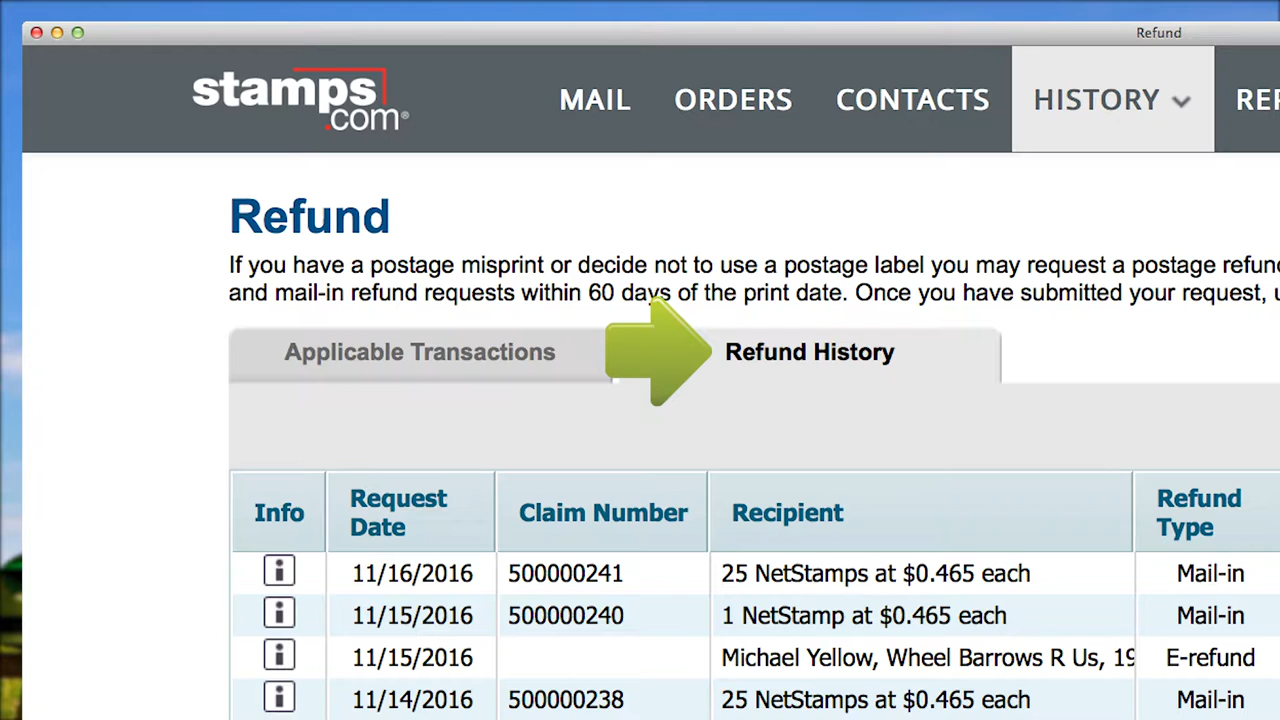 Refund
stamps.com®
MAIL ORDERS CONTACTS HISTORY
Refund
If you have a postage misprint or decide not to use a postage label you may request a postage
and mail-in refund requests within 60 days of the print date. Once you have submitted your request,
Applicable Transactions Refund History
Info Request Date Claim Number Recipient Refund Type
11/16/2016 500000241 25 NetStamps at $0.465 each Mail-in
11/15/2016 500000240 1 NetStamp at $0.465 each Mail-in
11/15/2016 Michael Yellow, Wheel Barrows R Us, 19 E-refund
11/14/2016 500000238 25 NetStamps at $0.465 each Mail-in